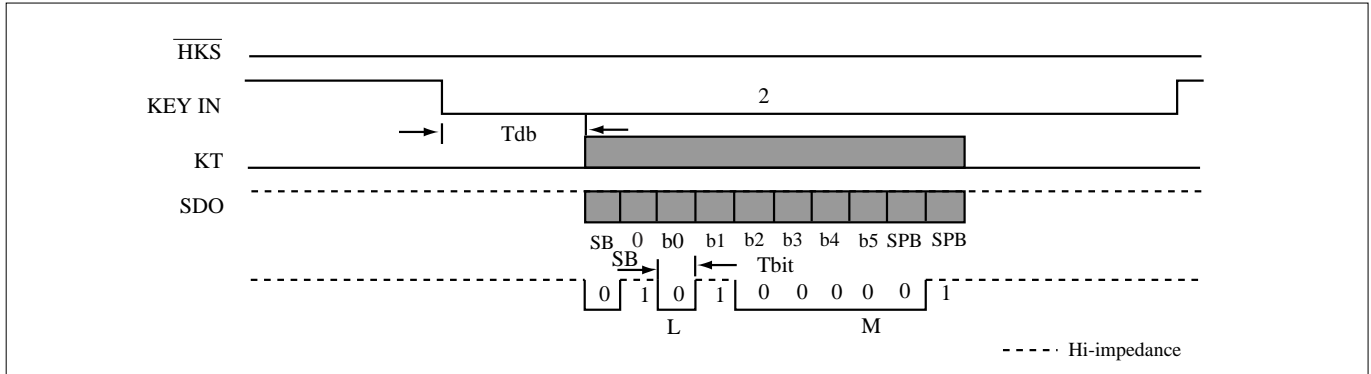 HKS
KEY IN
2
Tdb
KT
SDO
SB 0 b0 b1 b2 b3 b4 b5 SPB SPB
SB Tbit
0 1 0 1 0 0 0 0 0 1
L M
Hi-impedance